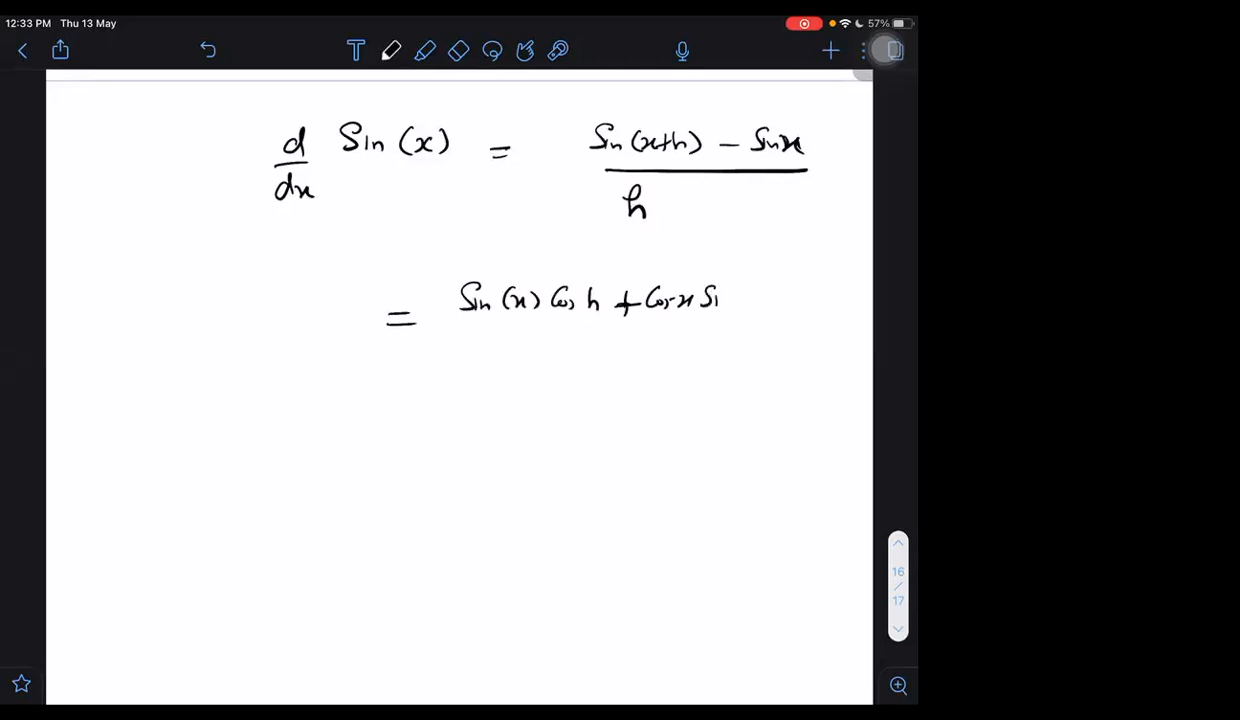 12:33 PM Thu 13 May 57%
T
d/dx Sin (x) = Sin (x+h) - Sinx / h
= Sin (x) Cos h + Cos x Si
16 / 17